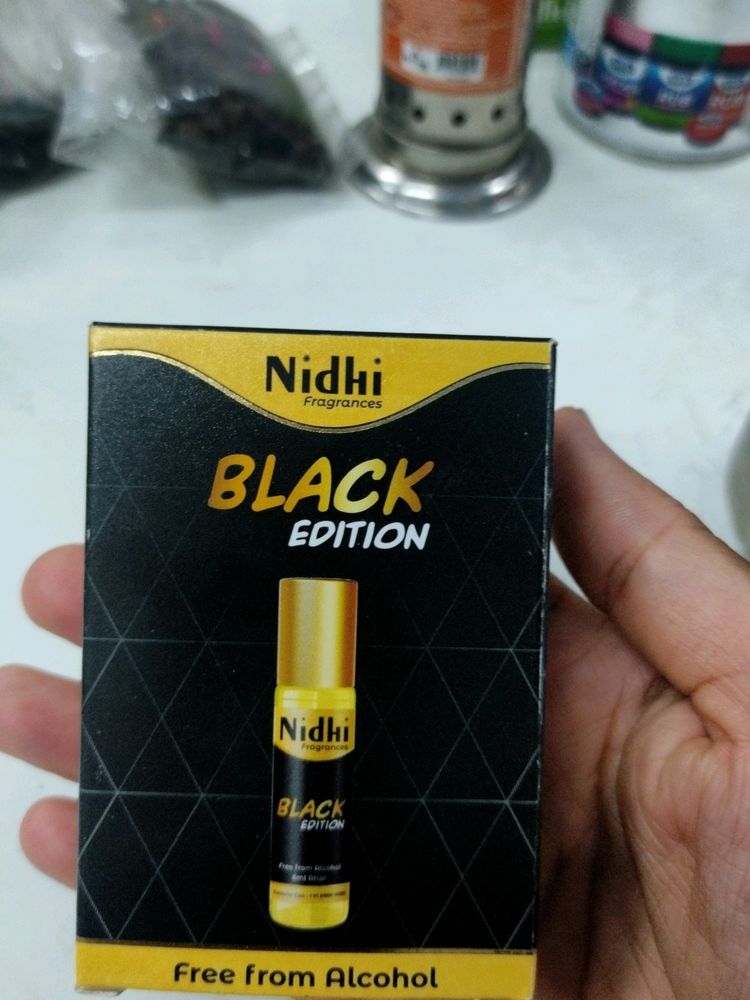 Nidhi
Fragrances
BLACK
EDITION
Nidhi
Fragrances
BLACK
EDITION
Free from Alcohol
6ml Attar
Free from Alcohol